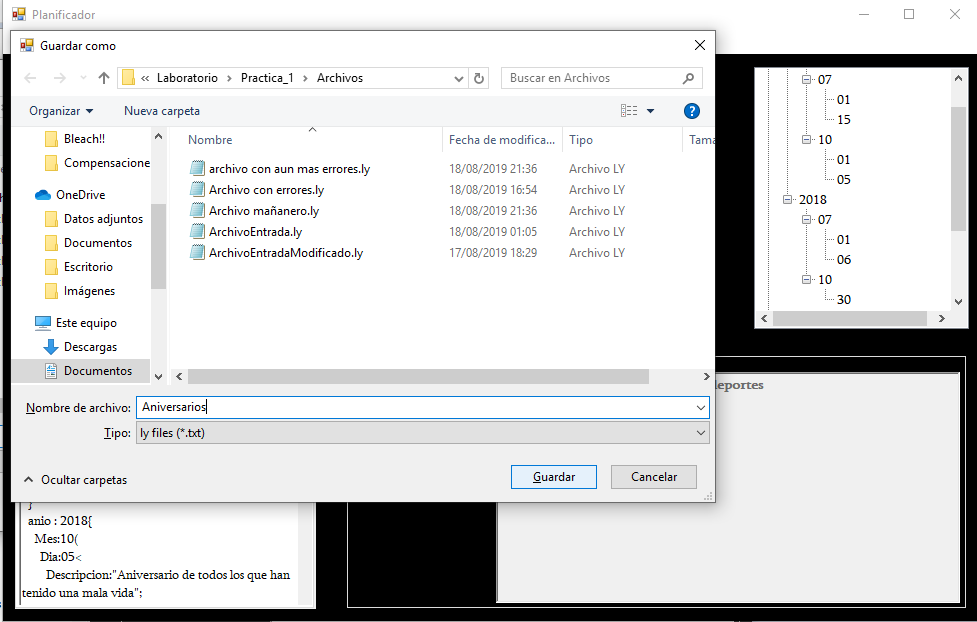 Planificador
Guardar como
« Laboratorio > Practica_1 > Archivos
Buscar en Archivos
Organizar
Nueva carpeta
?
Bleach!!
Compensacione
OneDrive
Datos adjuntos
Documentos
Escritorio
Imágenes
Este equipo
Descargas
Documentos
Nombre Fecha de modifica... Tipo Tama
archivo con aun mas errores.ly 18/08/2019 21:36 Archivo LY
Archivo con errores.ly 18/08/2019 16:54 Archivo LY
Archivo mañanero.ly 18/08/2019 21:36 Archivo LY
ArchivoEntrada.ly 18/08/2019 01:05 Archivo LY
ArchivoEntradaModificado.ly 17/08/2019 18:29 Archivo LY
Nombre de archivo: Aniversarios
Tipo: ly files (*.txt)
Ocultar carpetas
Guardar
Cancelar
07
01
15
10
01
05
2018
07
01
06
10
30
deportes
}
anio : 2018{
Mes:10(
Dia:05<
Descripcion:"Aniversario de todos los que han
tenido una mala vida";